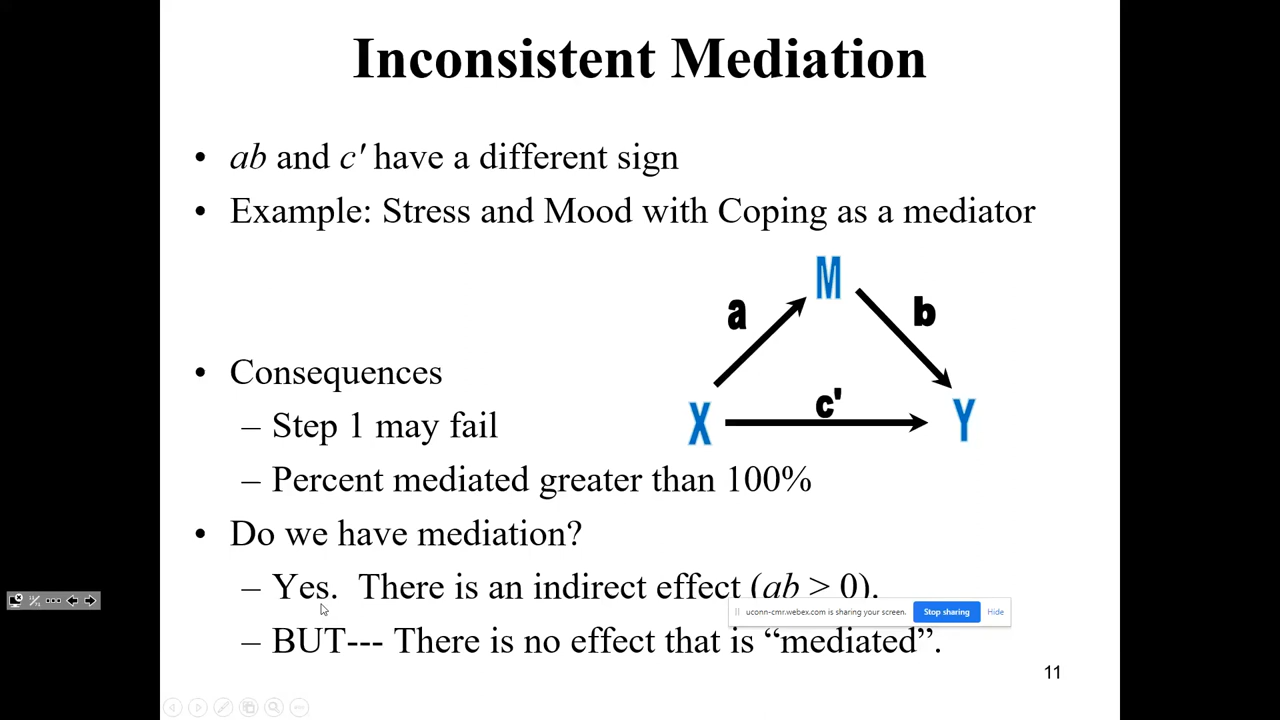 Inconsistent Mediation
• ab and c' have a different sign
• Example: Stress and Mood with Coping as a mediator
M
a
b
• Consequences
c'
X
Y
– Step 1 may fail
– Percent mediated greater than 100%
• Do we have mediation?
– Yes. There is an indirect effect (ab > 0).
uconn-cmr.webex.com is sharing your screen. Stop sharing Hide
– BUT--- There is no effect that is “mediated”.
11